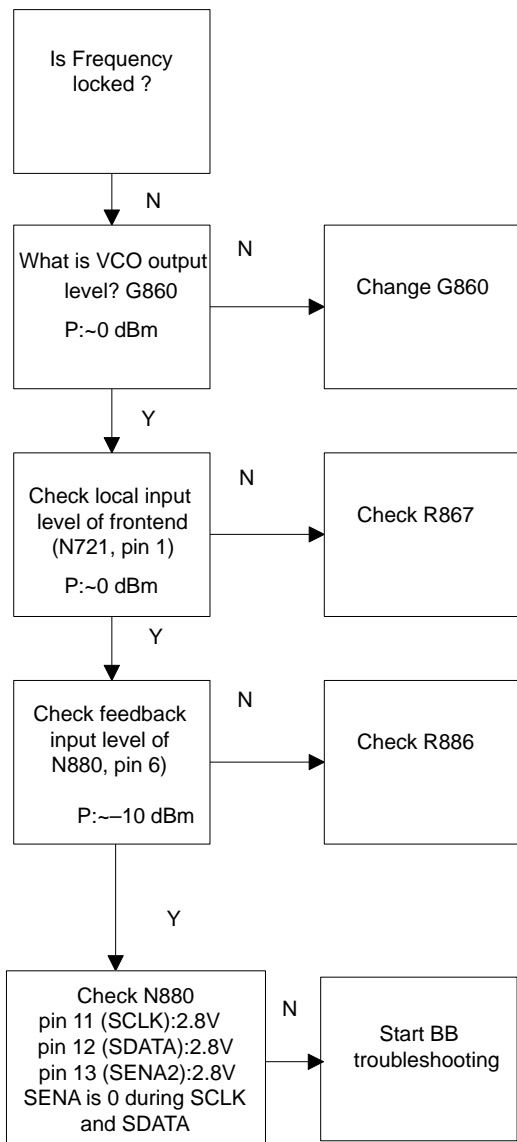 Is Frequency
locked ?
N
What is VCO output
level? G860
P:~0 dBm
N
Change G860
Y
Check local input
level of frontend
(N721, pin 1)
P:~0 dBm
N
Check R867
Y
Check feedback
input level of
N880, pin 6)
P:~–10 dBm
N
Check R886
Y
Check N880
pin 11 (SCLK):2.8V
pin 12 (SDATA):2.8V
pin 13 (SENA2):2.8V
SENA is 0 during SCLK
and SDATA
N
Start BB
troubleshooting